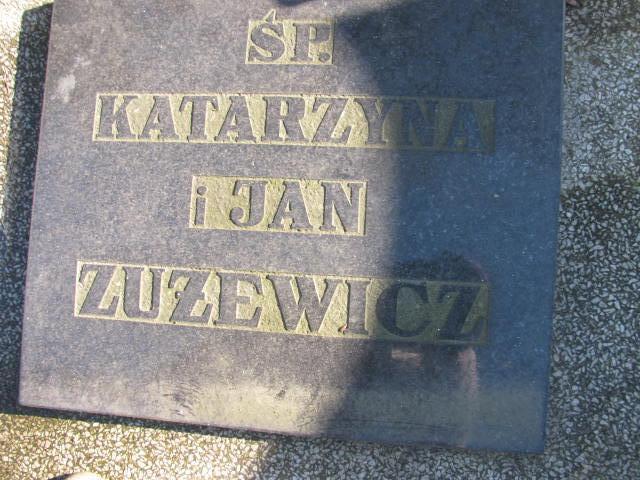 ŚP.
KATARZYNA
i JAN
ZUZEWICZ